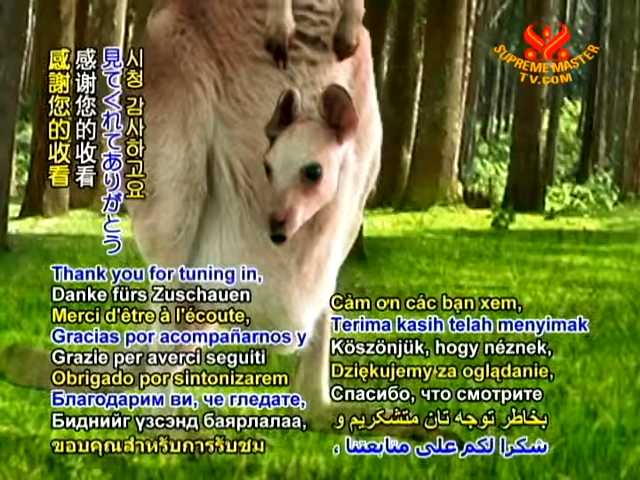 SUPREME MASTER
TV.COM
感謝您的收看
感谢您的收看
見てくれてありがとう
시청 감사하고요
Thank you for tuning in,
Danke fürs Zuschauen
Merci d'être à l'écoute,
Gracias por acompañarnos y
Grazie per averci seguiti
Obrigado por sintonizarem
Благодарим ви, че гледате,
Биднийг үзсэнд баярлалаа,
ขอบคุณสำหรับการรับชม
Cảm ơn các bạn xem,
Terima kasih telah menyimak
Köszönjük, hogy néznek,
Dziękujemy za oglądanie,
Спасибо, что смотрите
بخاطر توجه تان متشكريم و
شكرا لكم على متابعتنا ،